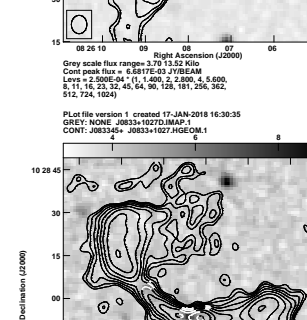 15
08 26 10 09 08 07 06
Right Ascension (J2000)
Grey scale flux range= 3.70 13.52 Kilo
Cont peak flux = 6.6817E-03 JY/BEAM
Levs = 2.500E-04 * (1, 1.400, 2, 2.800, 4, 5.600,
8, 11, 16, 23, 32, 45, 64, 90, 128, 181, 256, 362,
512, 724, 1024)
PLot file version 1 created 17-JAN-2018 16:30:35
GREY: NONE J0833+1027D.IMAP.1
CONT: J083345+ J0833+1027.HGEOM.1
4 6 8
10 28 45
30
15
00
Declination (J2000)